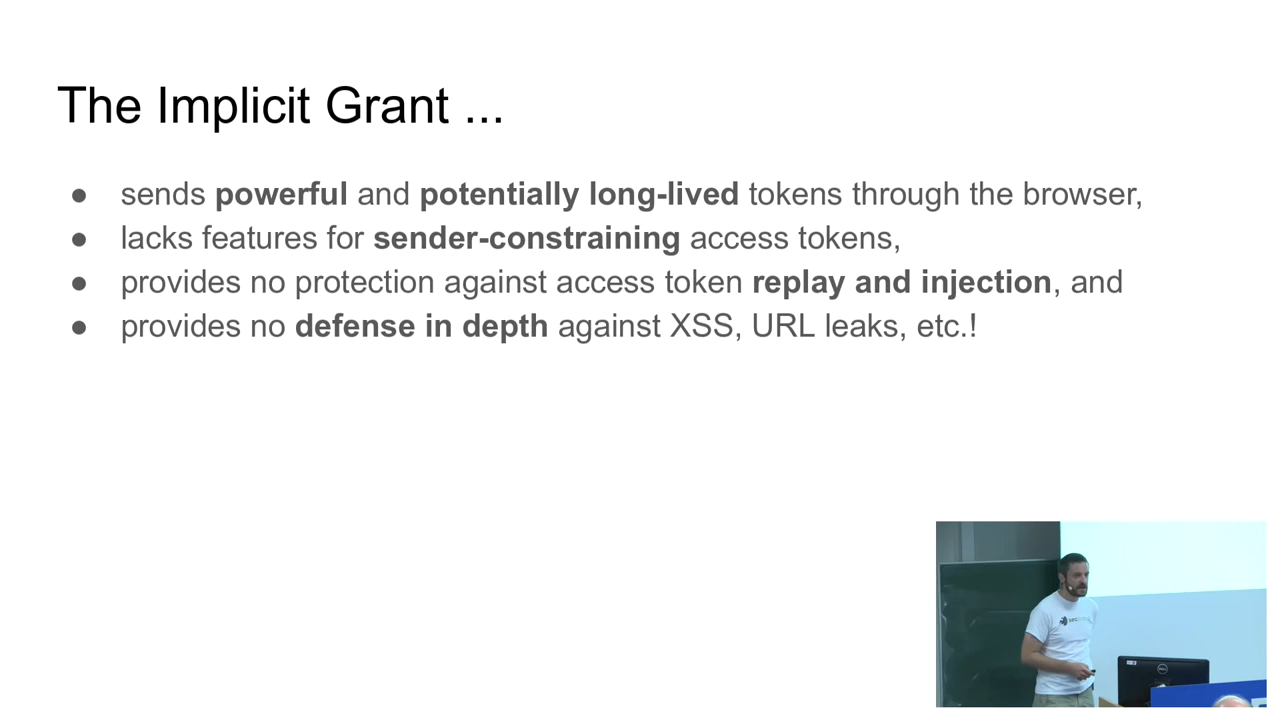 The Implicit Grant ...
● sends powerful and potentially long-lived tokens through the browser,
● lacks features for sender-constraining access tokens,
● provides no protection against access token replay and injection, and
● provides no defense in depth against XSS, URL leaks, etc.!